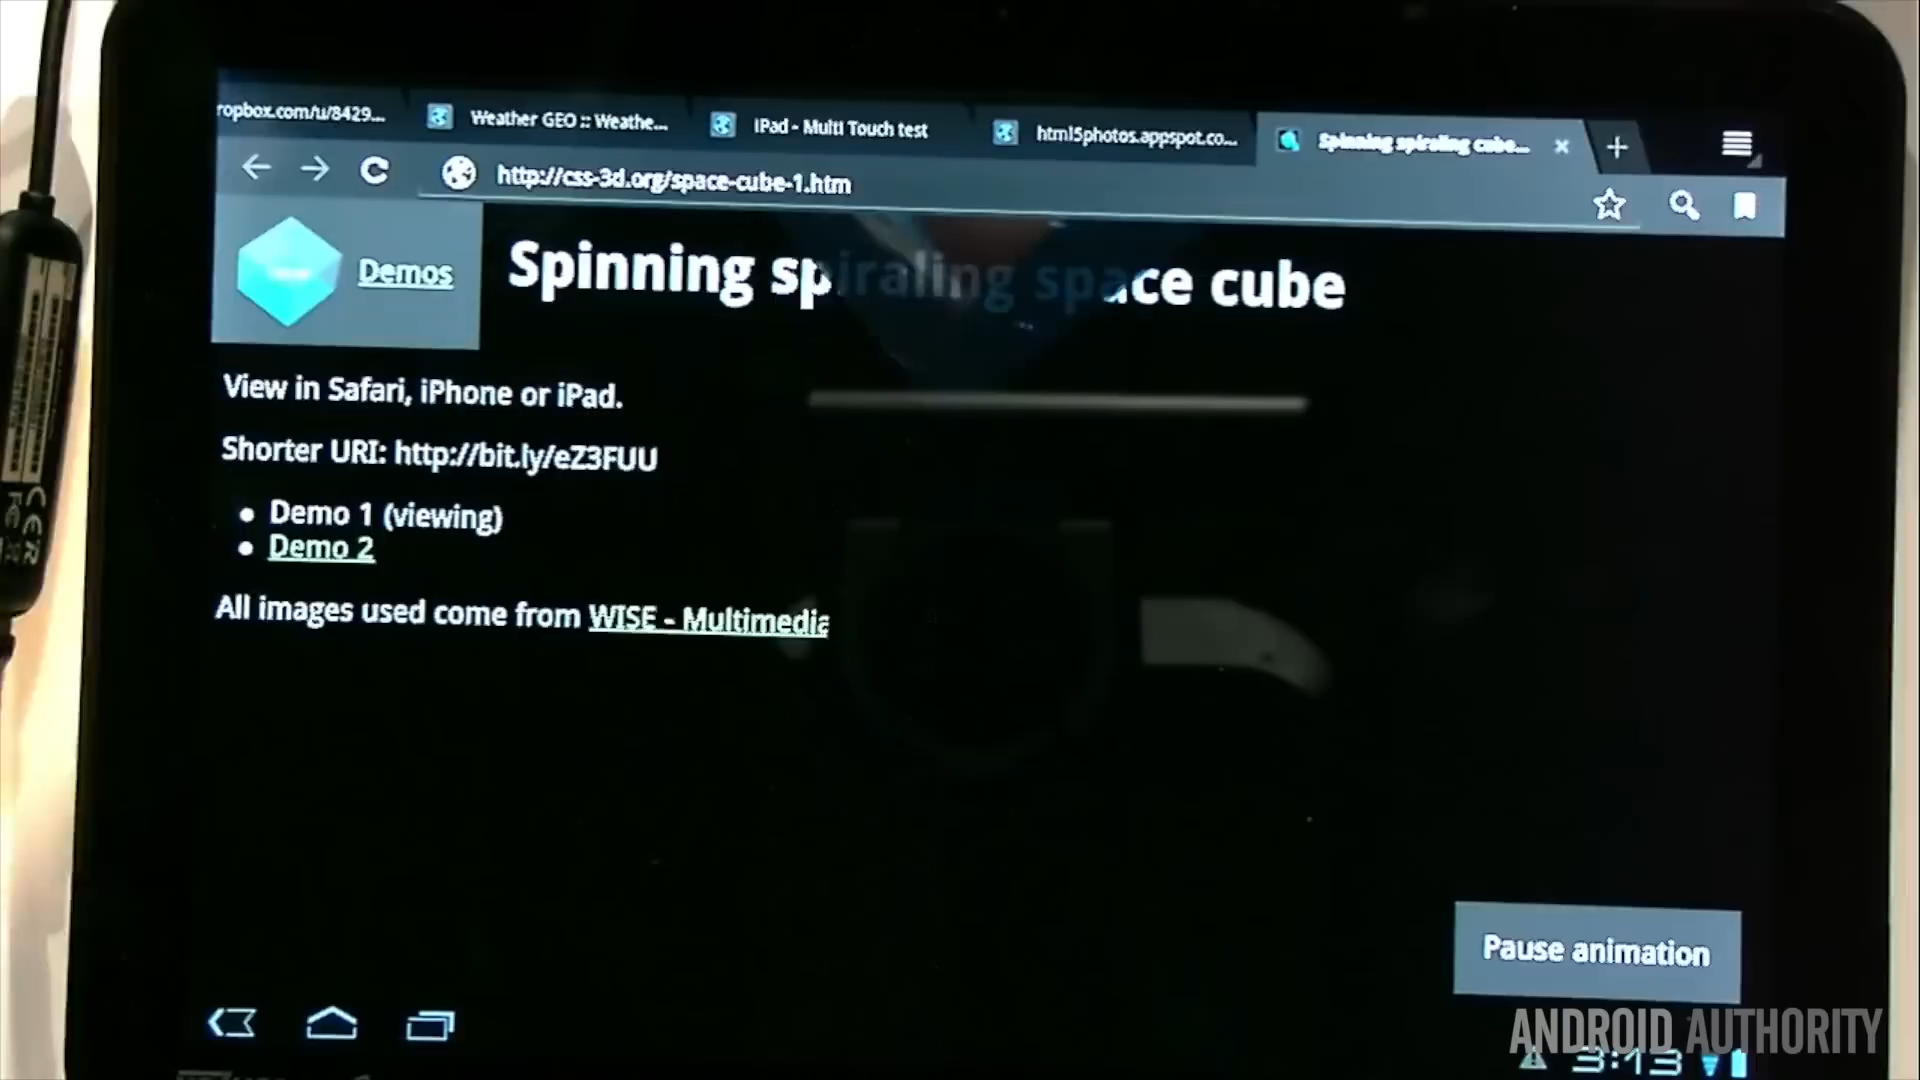 ropbox.com/u/8429...
Weather GEO :: Weathe...
iPad - Multi Touch test
html5photos.appspot.co...
Spinning spiraling cube...
http://css-3d.org/space-cube-1.htm
Demos
Spinning spiraling space cube
View in Safari, iPhone or iPad.
Shorter URI: http://bit.ly/eZ3FUU
Demo 1 (viewing)
Demo 2
All images used come from WISE - Multimedia
Pause animation
ANDROID AUTHORITY
3:13